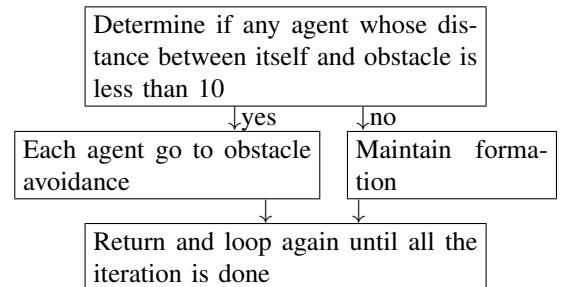 Determine if any agent whose dis-
tance between itself and obstacle is
less than 10
yes
no
Each agent go to obstacle
avoidance
Maintain forma-
tion
Return and loop again until all the
iteration is done